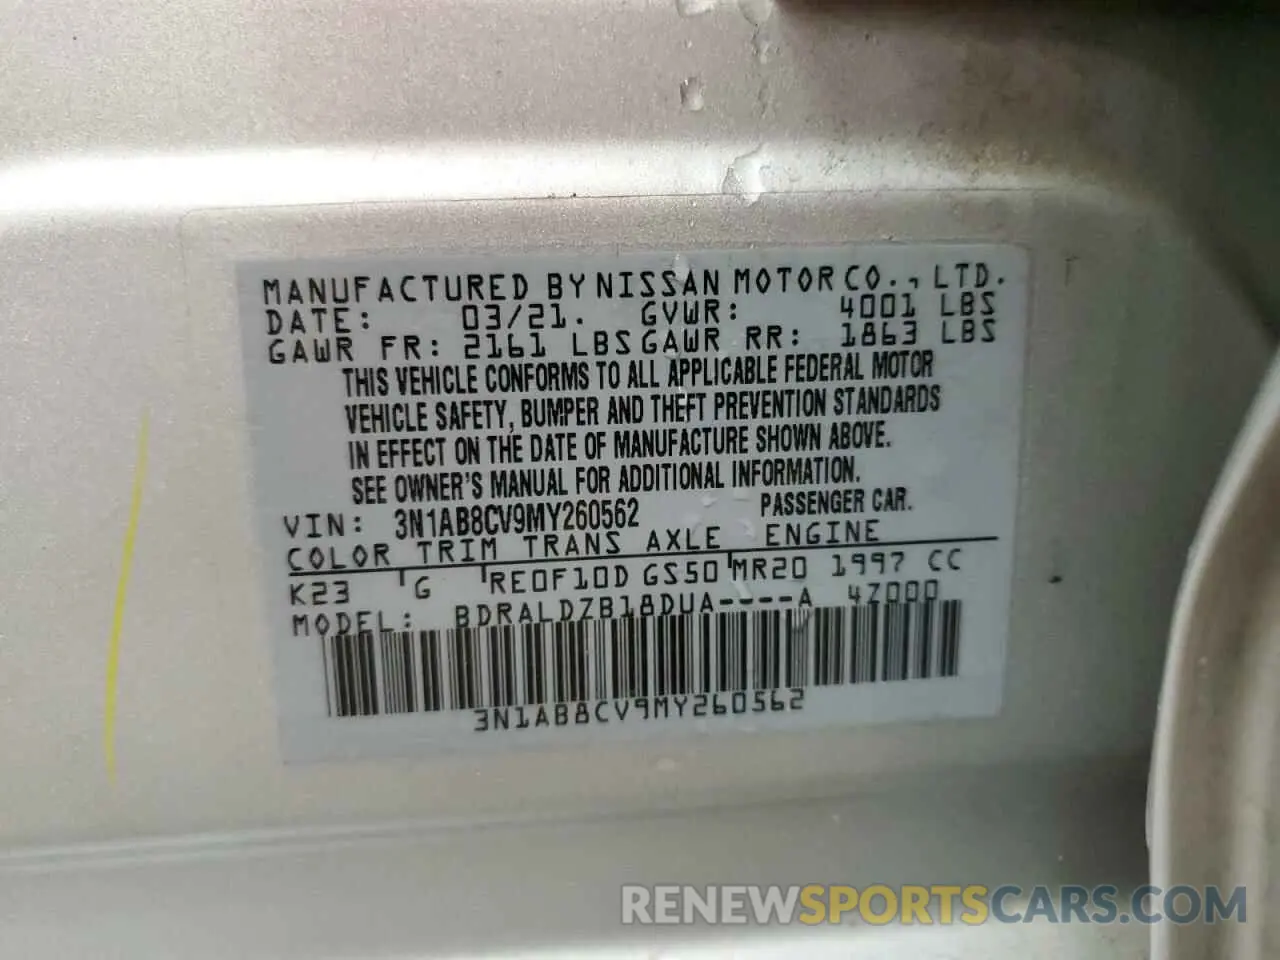 MANUFACTURED BY NISSAN MOTOR CO., LTD.
DATE: 03/21. GVWR: 4001 LBS
GAWR FR: 2161 LBS GAWR RR: 1863 LBS
THIS VEHICLE CONFORMS TO ALL APPLICABLE FEDERAL MOTOR
VEHICLE SAFETY, BUMPER AND THEFT PREVENTION STANDARDS
IN EFFECT ON THE DATE OF MANUFACTURE SHOWN ABOVE.
SEE OWNER'S MANUAL FOR ADDITIONAL INFORMATION.
VIN: 3N1AB8CV9MY260562 PASSENGER CAR.
COLOR TRIM TRANS AXLE ENGINE
K23 G RE0F10D GS50 MR20 1997 CC
MODEL: BDRALDZB18DUA----A 4Z000
3N1AB8CV9MY260562
RENEWSPORTSCARS.COM